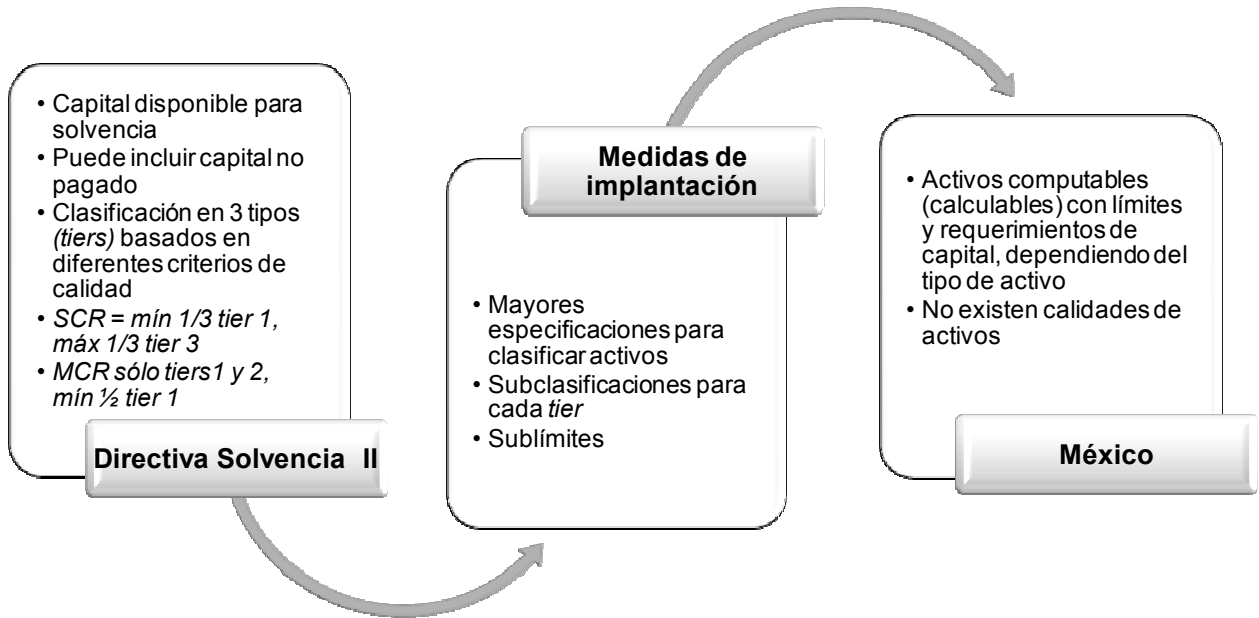 • Capital disponible para
solvencia
• Puede incluir capital no
pagado
• Clasificación en 3 tipos
(tiers) basados en
diferentes criterios de
calidad
• SCR = mín 1/3 tier 1,
máx 1/3 tier 3
• MCR sólo tiers1 y 2,
mín ½ tier 1
Directiva Solvencia II
Medidas de
implantación
• Mayores
especificaciones para
clasificar activos
• Subclasificaciones para
cada tier
• Sublímites
• Activos computables
(calculables) con límites
y requerimientos de
capital, dependiendo del
tipo de activo
• No existen calidades de
activos
México